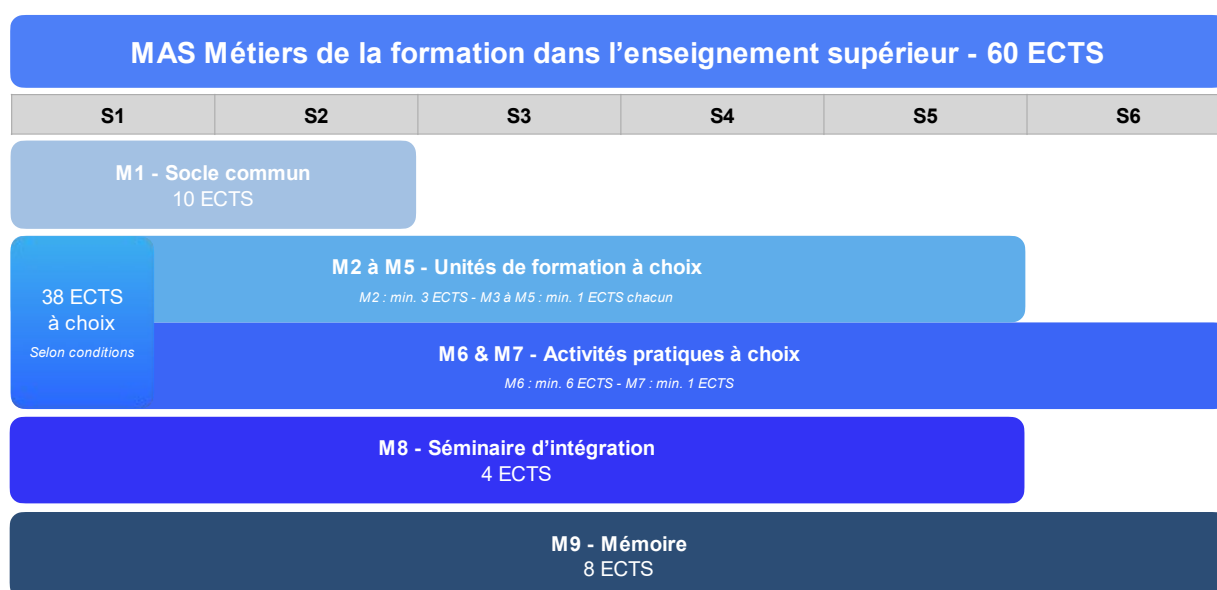 MAS Métiers de la formation dans l'enseignement supérieur - 60 ECTS
S1 S2 S3 S4 S5 S6
M1 - Socle commun
10 ECTS
38 ECTS
à choix
Selon conditions
M2 à M5 - Unités de formation à choix
M2 : min. 3 ECTS - M3 à M5 : min. 1 ECTS chacun
M6 & M7 - Activités pratiques à choix
M6 : min. 6 ECTS - M7 : min. 1 ECTS
M8 - Séminaire d'intégration
4 ECTS
M9 - Mémoire
8 ECTS